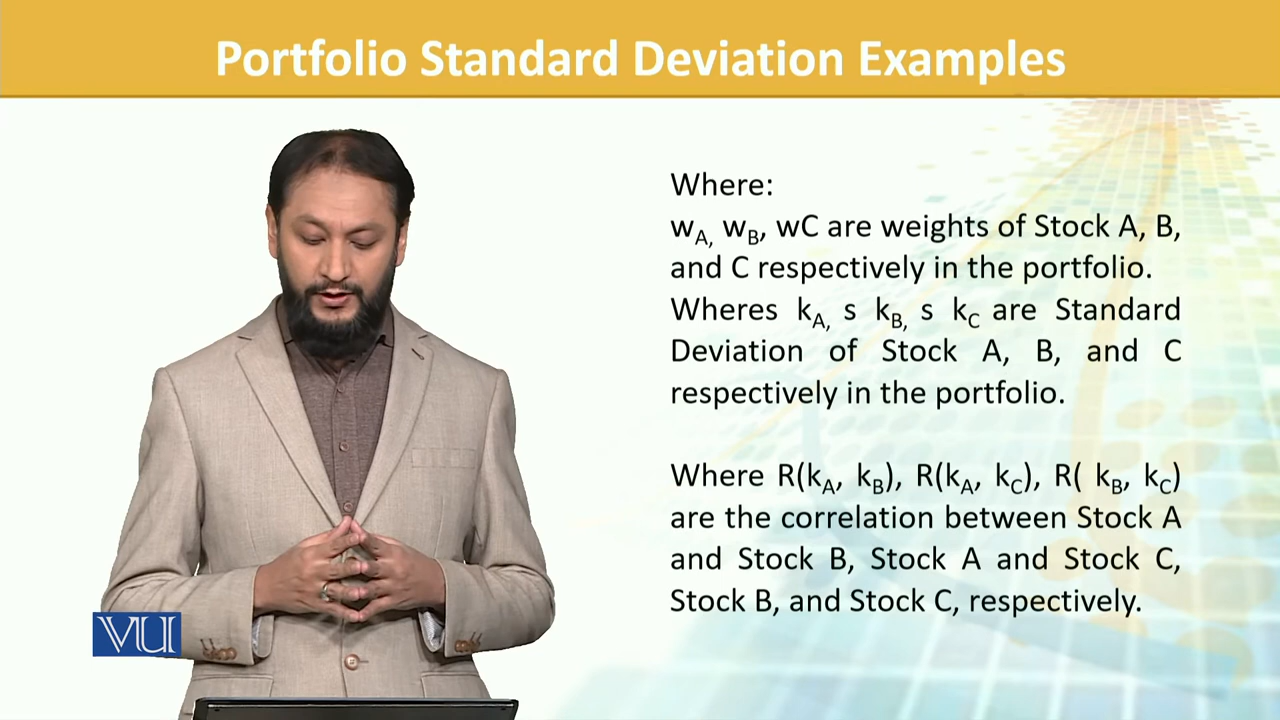 Portfolio Standard Deviation Examples
Where:
wA, wB, wC are weights of Stock A, B,
and C respectively in the portfolio.
Wheres kA, s kB, s kC are Standard
Deviation of Stock A, B, and C
respectively in the portfolio.
Where R(kA, kB), R(kA, kC), R( kB, kC)
are the correlation between Stock A
and Stock B, Stock A and Stock C,
Stock B, and Stock C, respectively.
VU